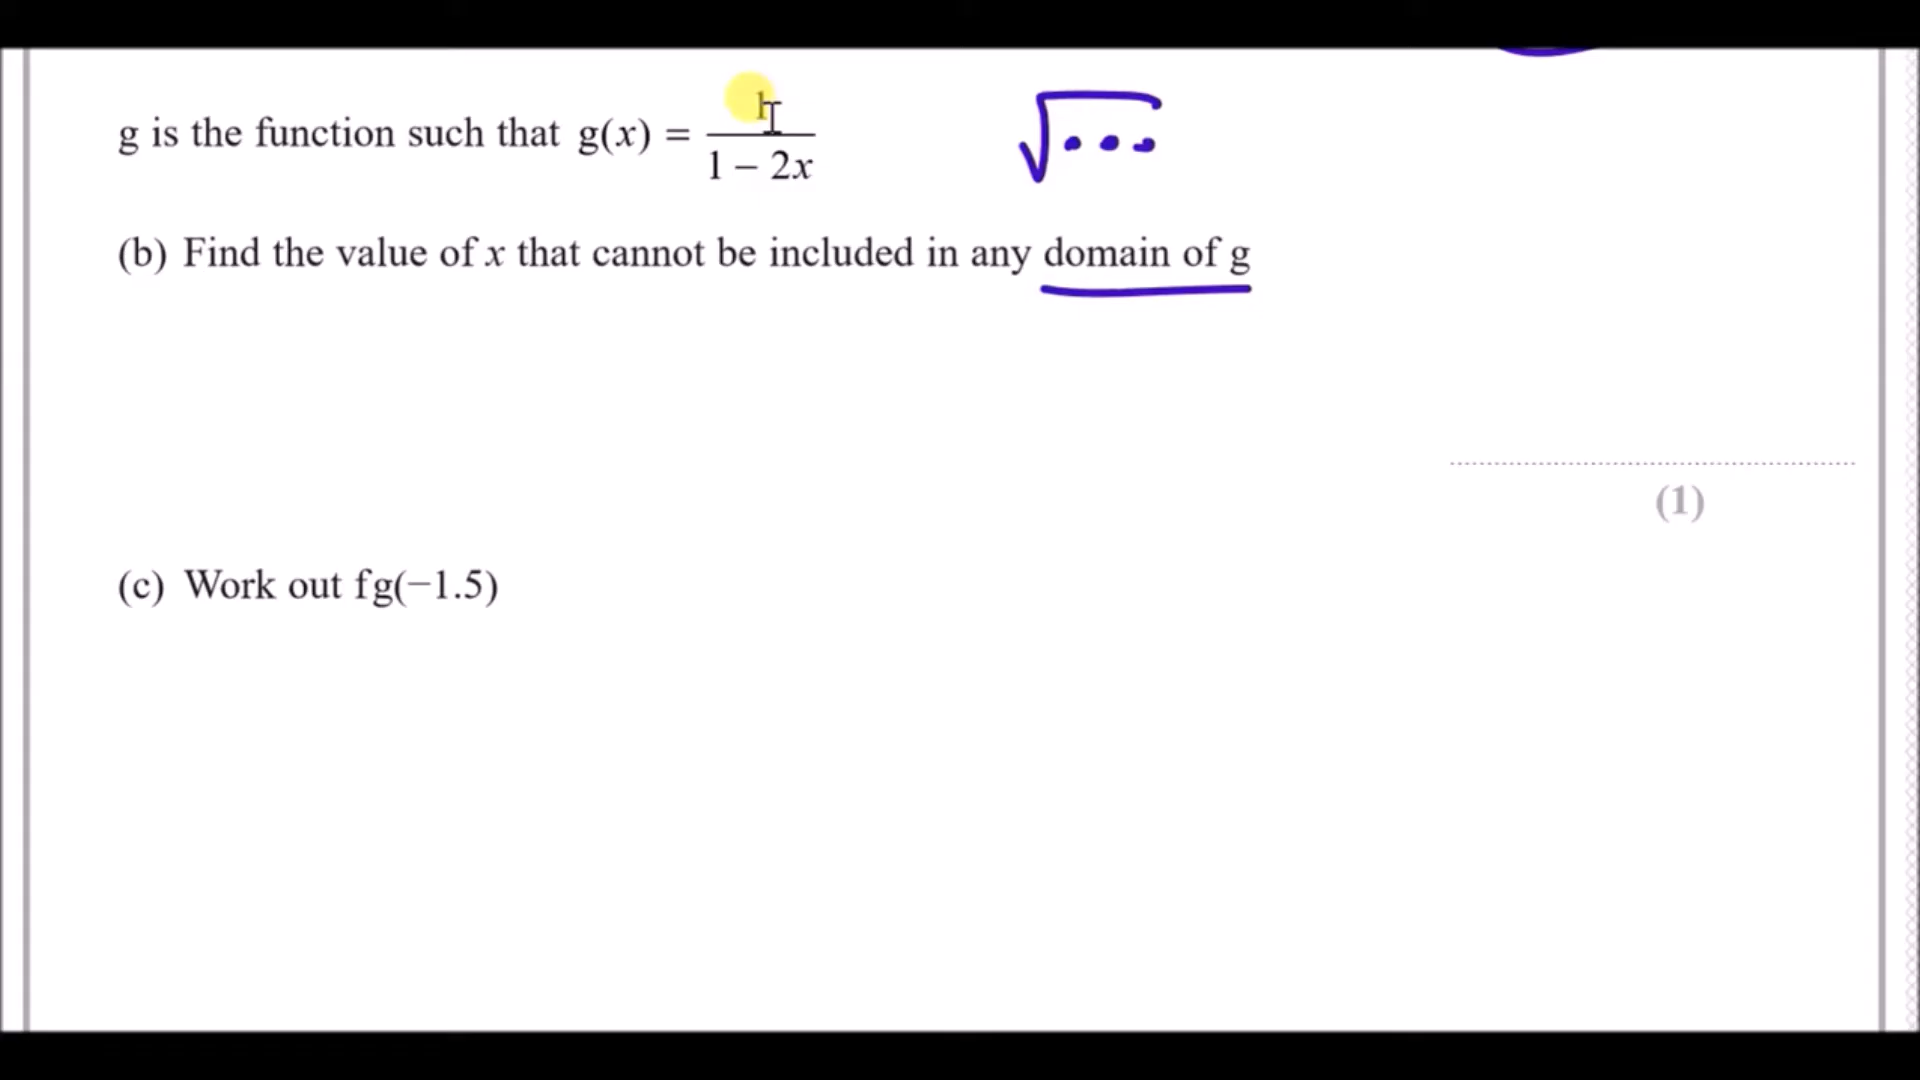 g is the function such that g(x) = 1/(1 − 2x) √...
(b) Find the value of x that cannot be included in any domain of g
(1)
(c) Work out fg(−1.5)